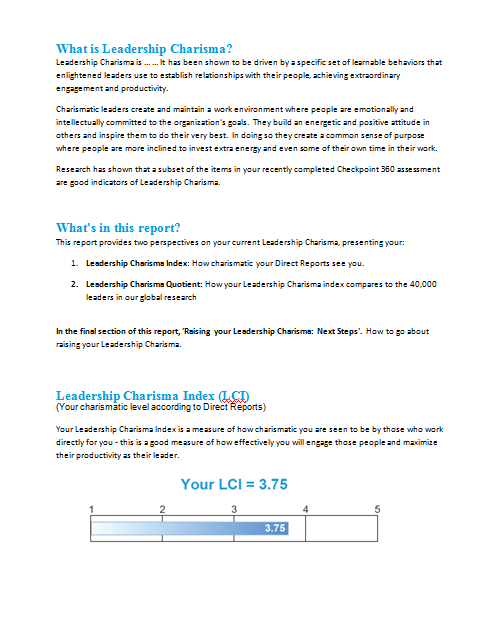 What is Leadership Charisma?
Leadership Charisma is ... ... It has been shown to be driven by a specific set of learnable behaviors that
enlightened leaders use to establish relationships with their people, achieving extraordinary
engagement and productivity.
Charismatic leaders create and maintain a work environment where people are emotionally and
intellectually committed to the organization's goals. They build an energetic and positive attitude in
others and inspire them to do their very best. In doing so they create a common sense of purpose
where people are more inclined to invest extra energy and even some of their own time in their work.
Research has shown that a subset of the items in your recently completed Checkpoint 360 assessment
are good indicators of Leadership Charisma.
What's in this report?
This report provides two perspectives on your current Leadership Charisma, presenting your:
1. Leadership Charisma Index: How charismatic your Direct Reports see you.
2. Leadership Charisma Quotient: How your Leadership Charisma index compares to the 40,000
leaders in our global research
In the final section of this report, 'Raising your Leadership Charisma: Next Steps'. How to go about
raising your Leadership Charisma.
Leadership Charisma Index (LCI)
(Your charismatic level according to Direct Reports)
Your Leadership Charisma Index is a measure of how charismatic you are seen to be by those who work
directly for you - this is a good measure of how effectively you will engage those people and maximize
their productivity as their leader.
Your LCI = 3.75
1 2 3 4 5
3.75